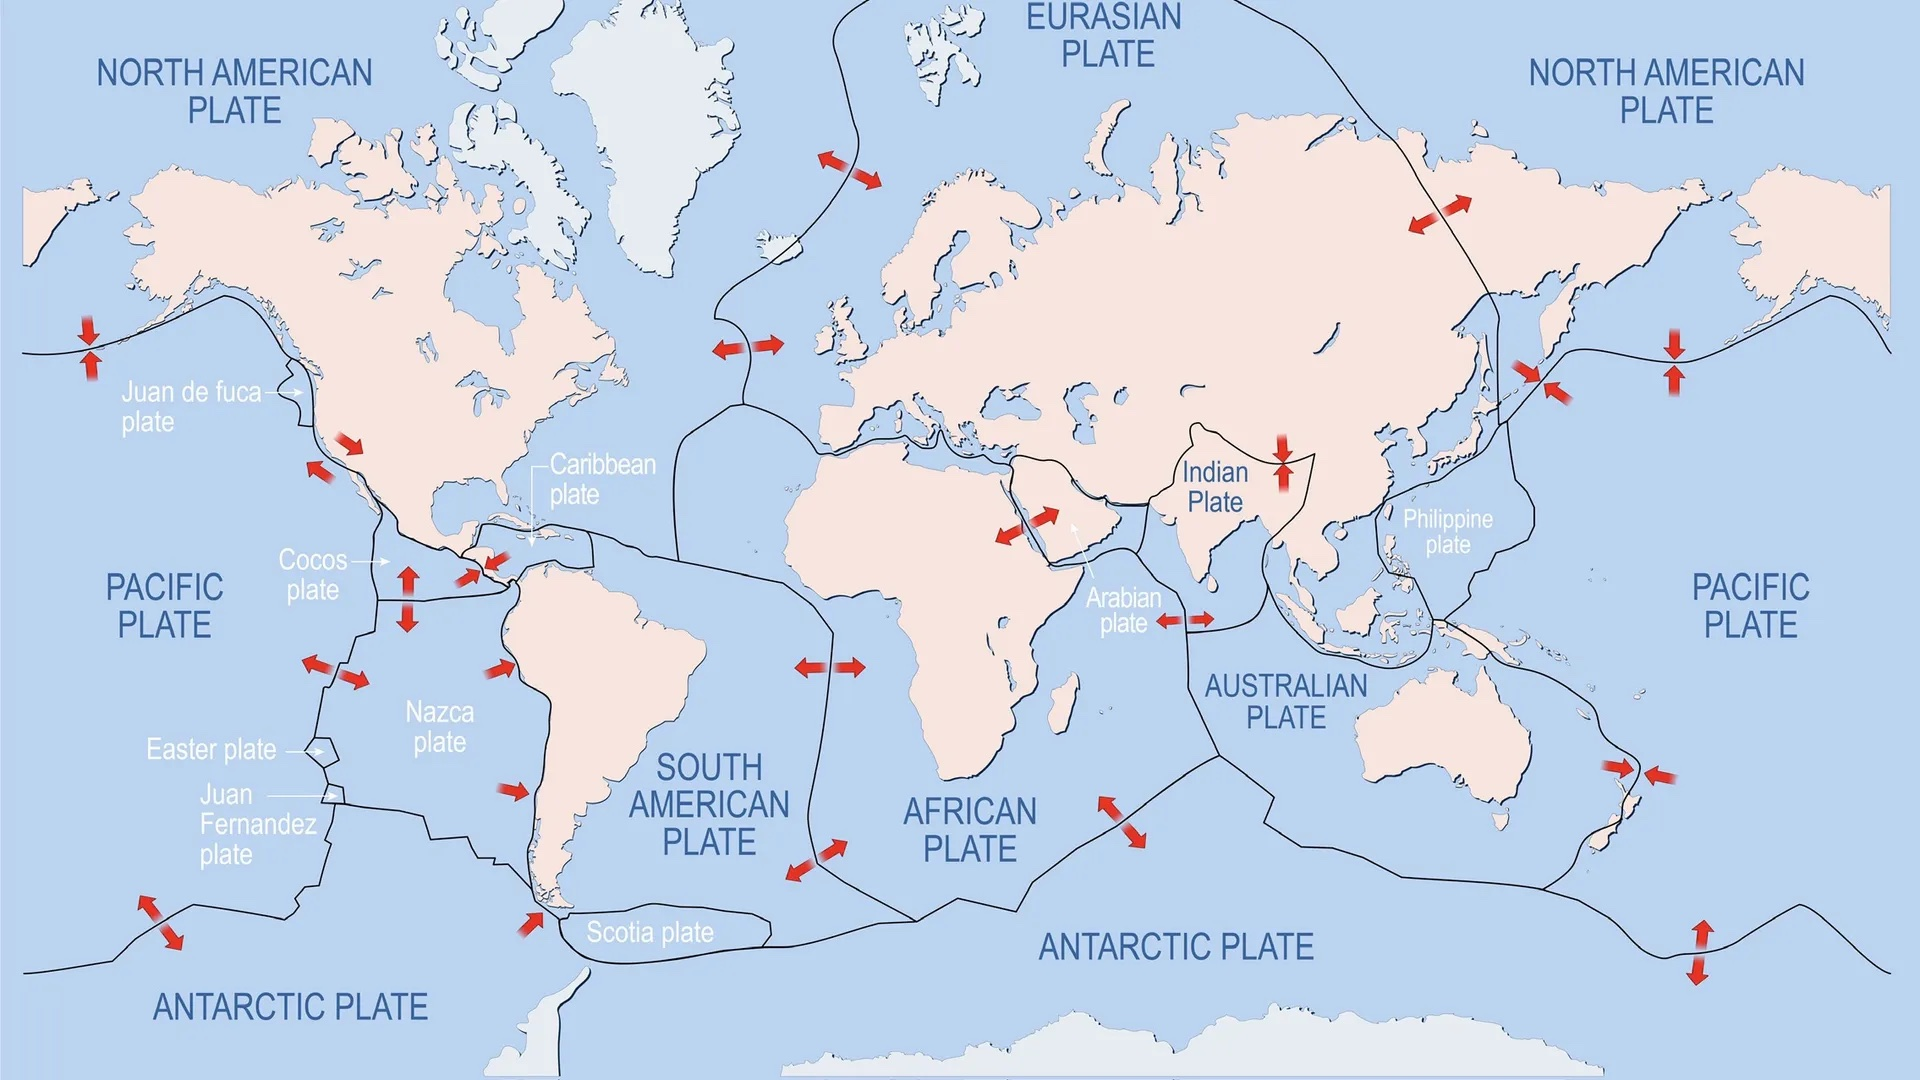 EURASIAN
PLATE
NORTH AMERICAN
PLATE
NORTH AMERICAN
PLATE
Juan de fuca
plate
Caribbean
plate
Indian
Plate
Philippine
plate
Cocos
plate
PACIFIC
PLATE
Arabian
plate
PACIFIC
PLATE
AUSTRALIAN
PLATE
Nazca
plate
Easter plate
Juan
Fernandez
plate
SOUTH
AMERICAN
PLATE
AFRICAN
PLATE
Scotia plate
ANTARCTIC PLATE
ANTARCTIC PLATE